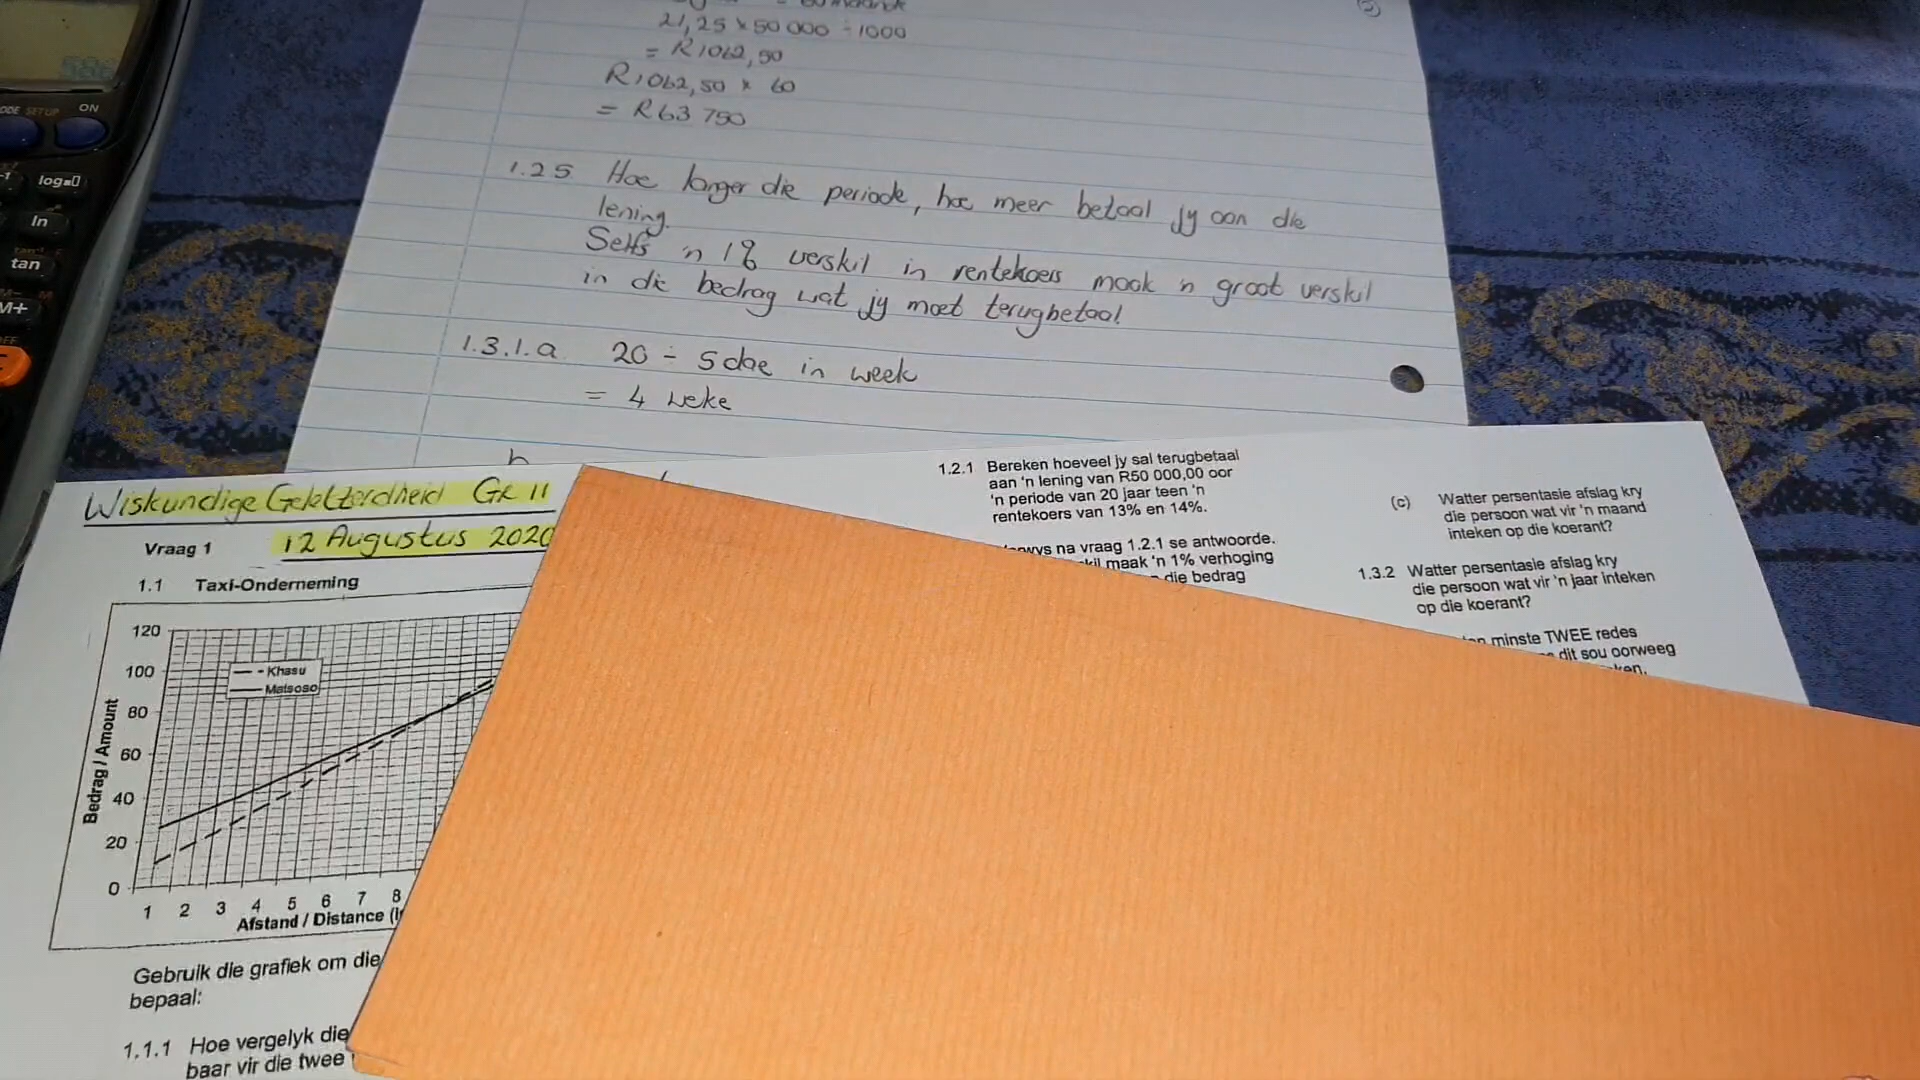 21,25 × 50 000 ÷ 1000
= R1062,50
R1062,50 × 60
= R63 750
1.2.5 Hoe langer die periode, hoe meer betaal jy aan die
lening.
Selfs 'n 1% verskil in rentekoers maak 'n groot verskil
in die bedrag wat jy moet terugbetaal.
1.3.1.a 20 ÷ 5 dae in week
= 4 weke
ON
SETUP
log
ln
tan
M+
Wiskundige Geletterdheid Gr 11
12 Augustus 2020
Vraag 1
1.1 Taxi-Onderneming
120
100
80
60
40
20
0
Khasu
Matsoso
Bedrag / Amount
1 2 3 4 5 6 7 8
Afstand / Distance
Gebruik die grafiek om die
bepaal:
1.1.1 Hoe vergelyk die
baar vir die twee
1.2.1 Bereken hoeveel jy sal terugbetaal
aan 'n lening van R50 000,00 oor
'n periode van 20 jaar teen 'n
rentekoers van 13% en 14%.
na vraag 1.2.1 se antwoorde.
maak 'n 1% verhoging
die bedrag
(c) Watter persentasie afslag kry
die persoon wat vir 'n maand
inteken op die koerant?
1.3.2 Watter persentasie afslag kry
die persoon wat vir 'n jaar inteken
op die koerant?
minste TWEE redes
dit sou oorweeg